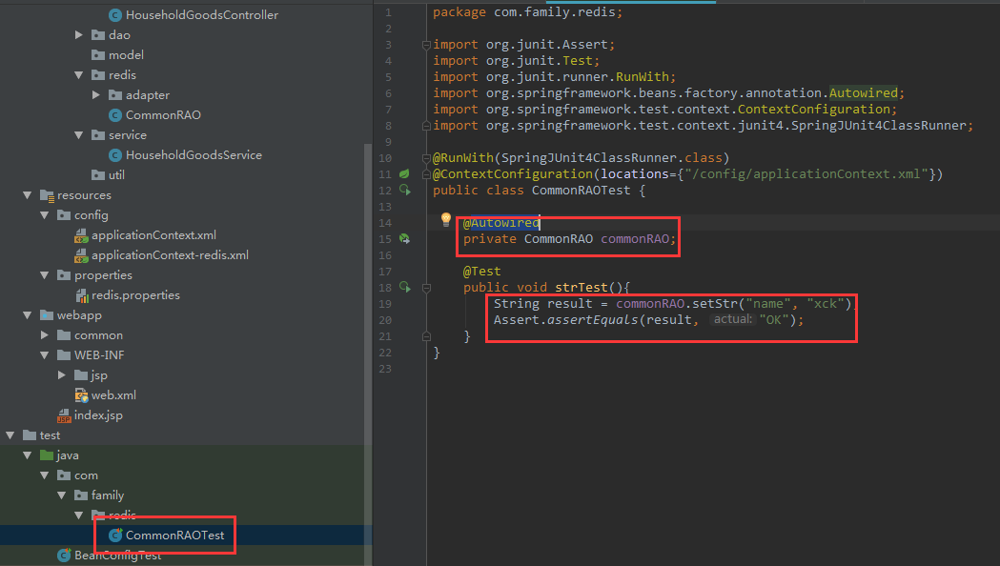 HouseholdGoodsController
dao
model
redis
adapter
CommonRAO
service
HouseholdGoodsService
util
resources
config
applicationContext.xml
applicationContext-redis.xml
properties
redis.properties
webapp
common
WEB-INF
jsp
web.xml
index.jsp
test
java
com
family
redis
CommonRAOTest
BeanConfigTest
1 package com.family.redis;
2
3 import org.junit.Assert;
4 import org.junit.Test;
5 import org.junit.runner.RunWith;
6 import org.springframework.beans.factory.annotation.Autowired;
7 import org.springframework.test.context.ContextConfiguration;
8 import org.springframework.test.context.junit4.SpringJUnit4ClassRunner;
9
10 @RunWith(SpringJUnit4ClassRunner.class)
11 @ContextConfiguration(locations={"/config/applicationContext.xml"})
12 public class CommonRAOTest {
13
14 @Autowired
15 private CommonRAO commonRAO;
16
17 @Test
18 public void strTest(){
19 String result = commonRAO.setStr("name", "xck")
20 Assert.assertEquals(result, actual: "OK");
21 }
22 }
23